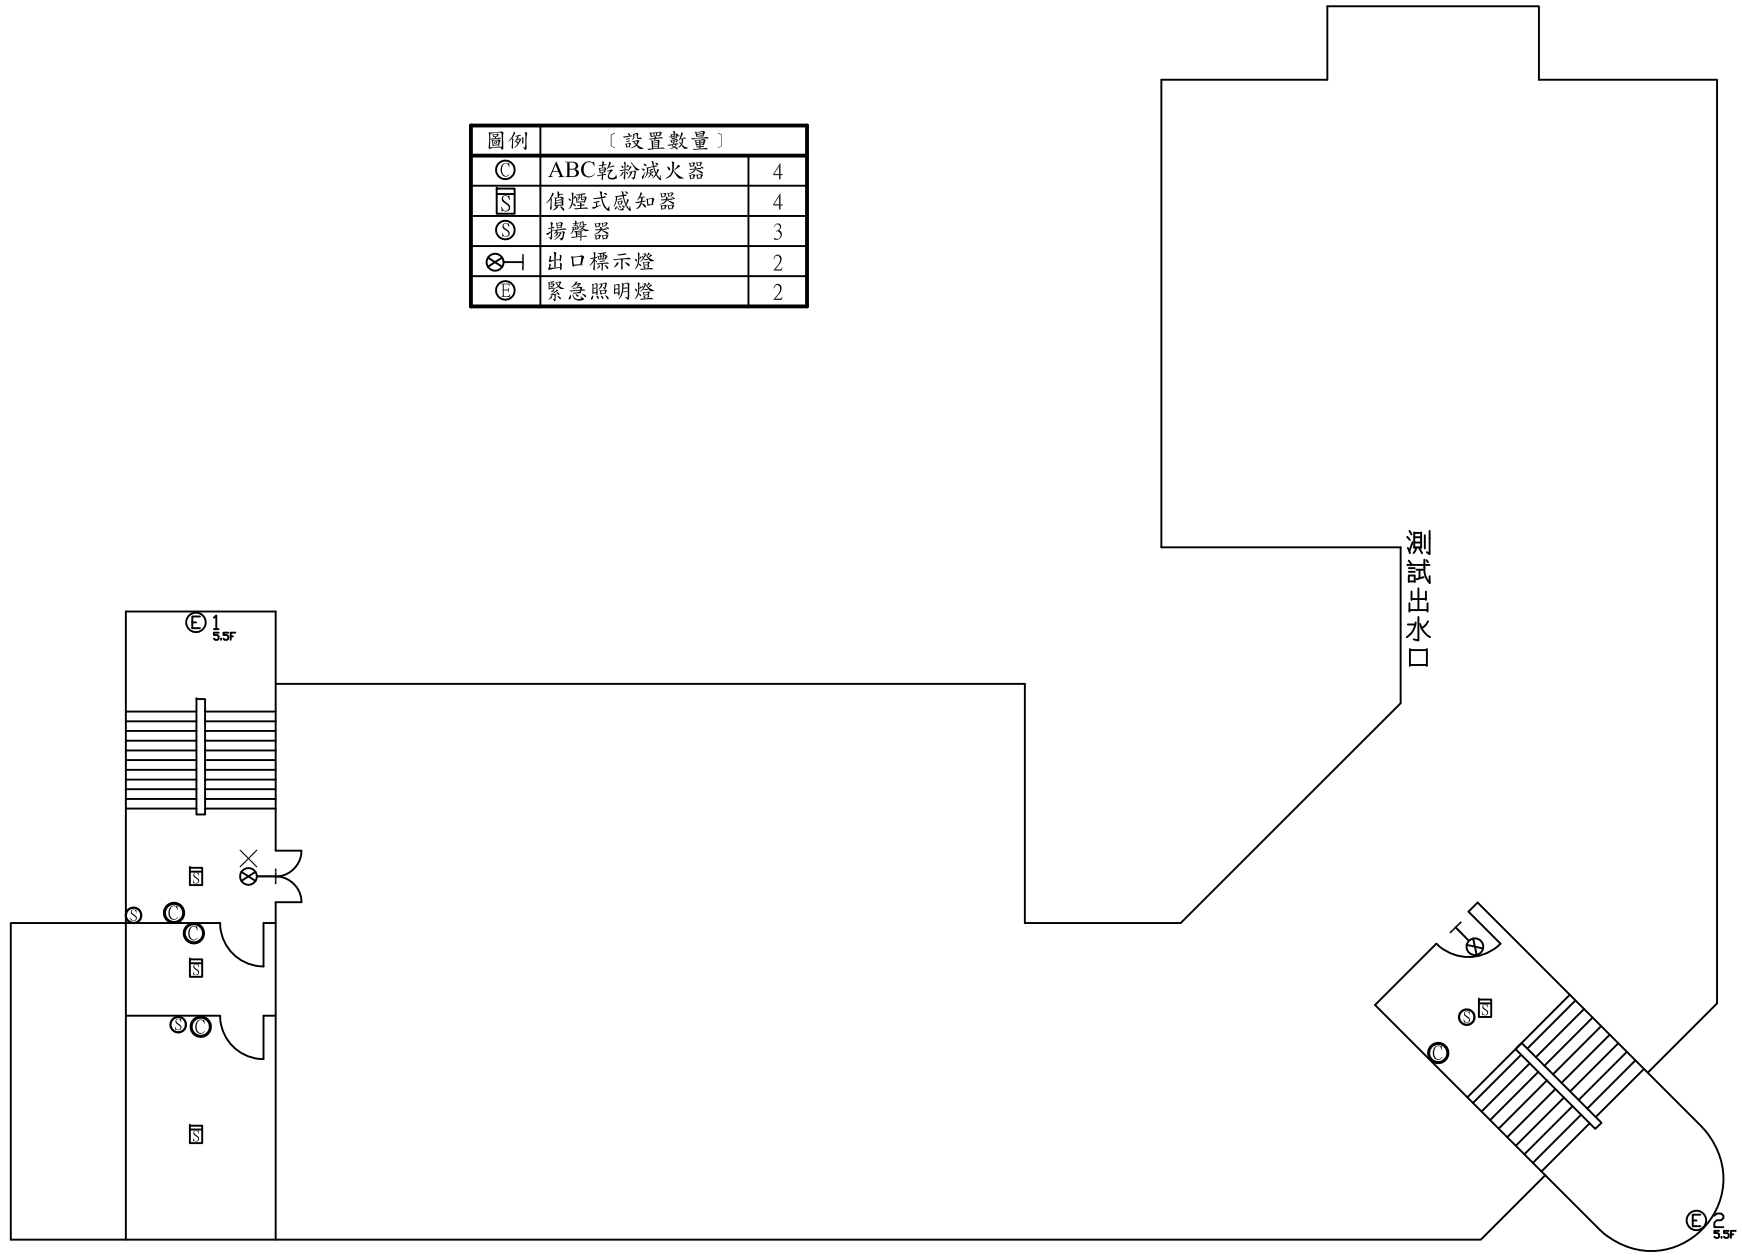 圖例 〔設置數量〕
Ⓒ ABC乾粉滅火器 4
S 偵煙式感知器 4
Ⓢ 揚聲器 3
出口標示燈 2
Ⓔ 緊急照明燈 2
測試出水口
Ⓔ 1
5.5F
S
Ⓢ Ⓒ
Ⓒ
S
Ⓢ Ⓒ
S
S
Ⓢ
Ⓒ
Ⓔ 2
5.5F